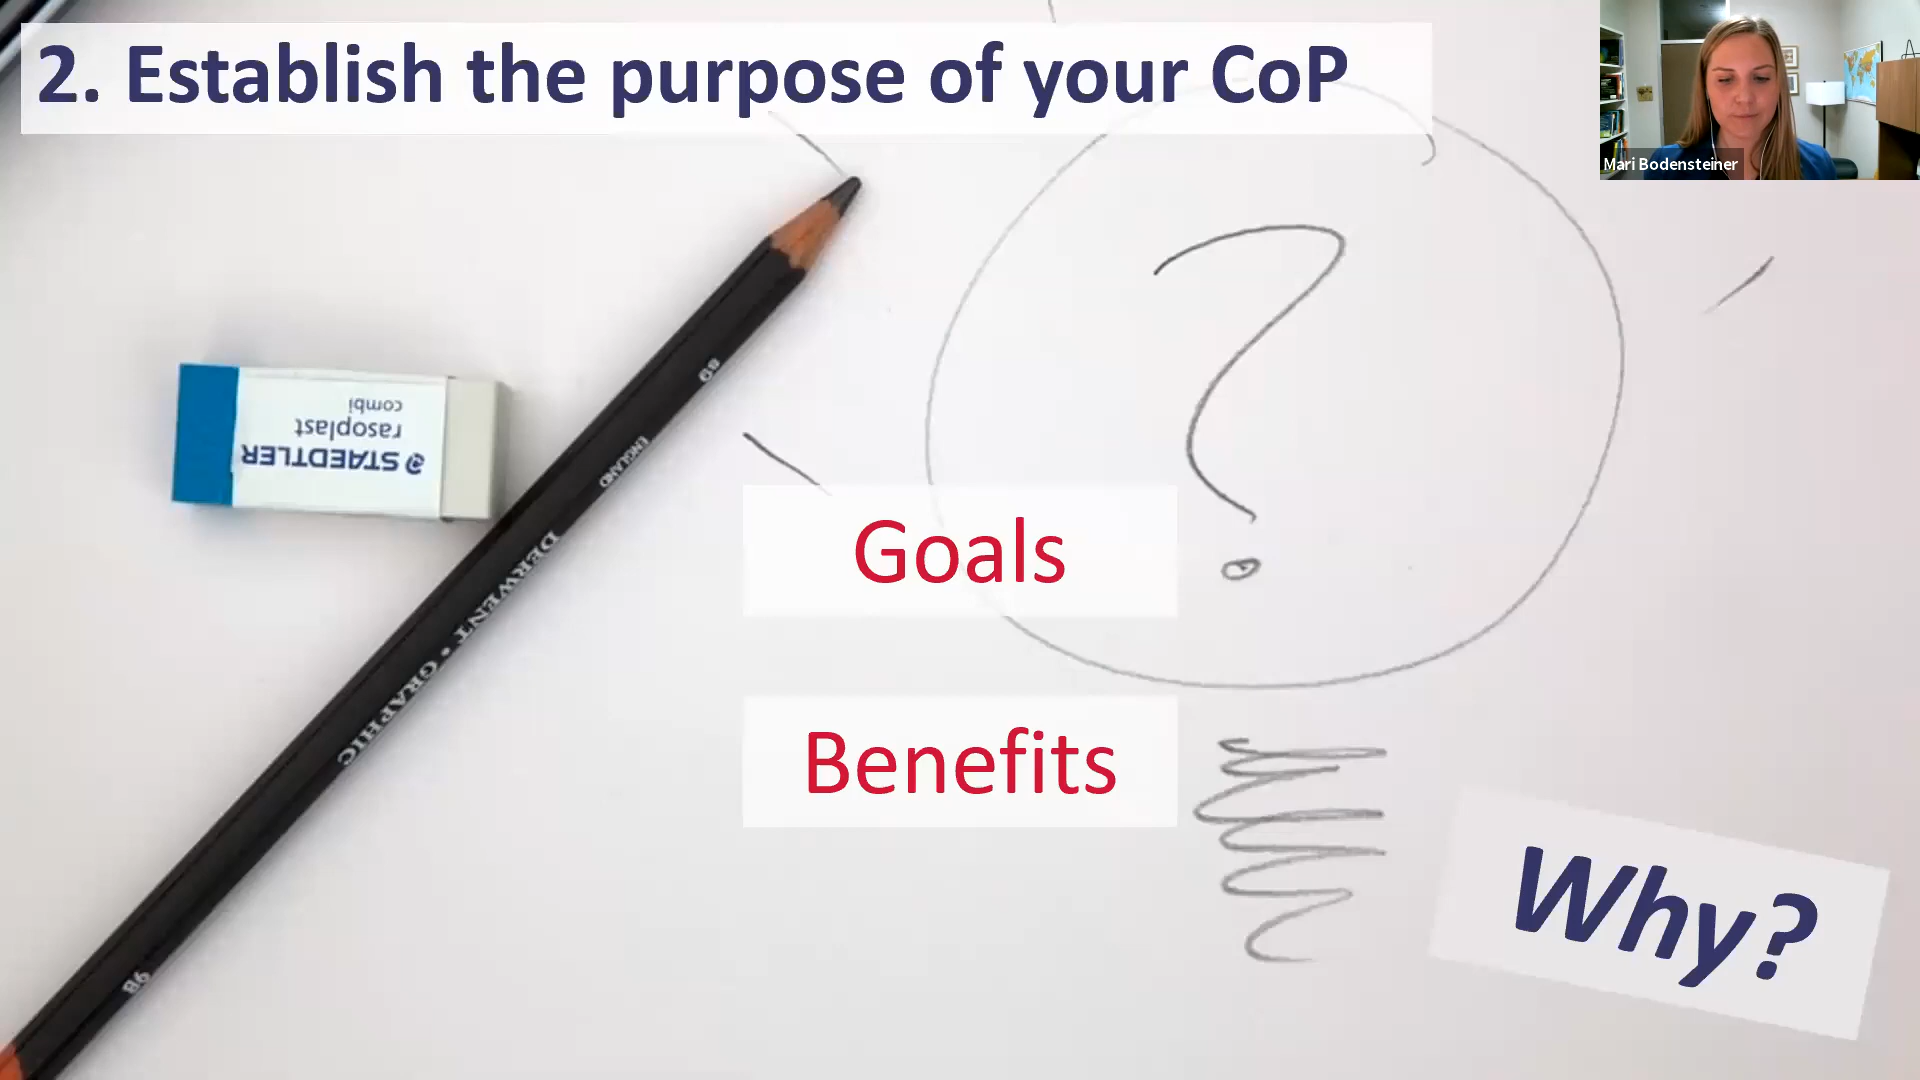 2. Establish the purpose of your CoP
Mari Bodensteiner
?
combi
rasoplast
STAEDTLER
69
ENGLAND
DERWENT • GRAPHIC
9B
Goals
Benefits
Why?